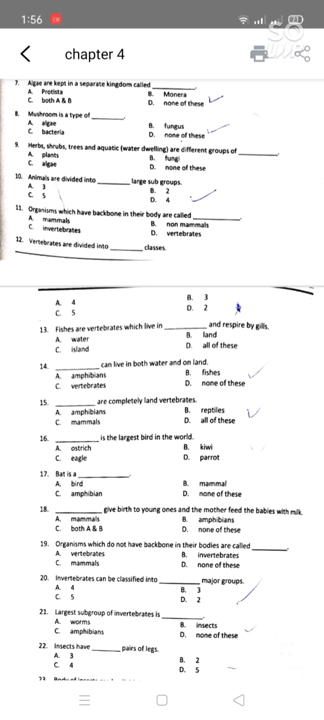 1:56
chapter 4
7. Algae are kept in a separate kingdom called ________
A. Protista B. Monera
C. both A & B D. none of these
8. Mushroom is a type of ________
A. algae B. fungus
C. bacteria D. none of these
9. Herbs, shrubs, trees and aquatic (water dwelling) are different groups of ________
A. plants B. fungi
C. algae D. none of these
10. Animals are divided into ________ large sub groups.
A. 3 B. 2
C. 5 D. 4
11. Organisms which have backbone in their body are called ________
A. mammals B. non mammals
C. invertebrates D. vertebrates
12. Vertebrates are divided into ________ classes.
A. 4 B. 3
C. 5 D. 2
13. Fishes are vertebrates which live in ________ and respire by gills.
A. water B. land
C. island D. all of these
14. ________ can live in both water and on land.
A. amphibians B. fishes
C. vertebrates D. none of these
15. ________ are completely land vertebrates.
A. amphibians B. reptiles
C. mammals D. all of these
16. ________ is the largest bird in the world.
A. ostrich B. kiwi
C. eagle D. parrot
17. Bat is a ________
A. bird B. mammal
C. amphibian D. none of these
18. ________ give birth to young ones and the mother feed the babies with milk.
A. mammals B. amphibians
C. both A & B D. none of these
19. Organisms which do not have backbone in their bodies are called ________.
A. vertebrates B. invertebrates
C. mammals D. none of these
20. Invertebrates can be classified into ________ major groups.
A. 4 B. 3
C. 5 D. 2
21. Largest subgroup of invertebrates is ________
A. worms B. insects
C. amphibians D. none of these
22. Insects have ________ pairs of legs.
A. 3 B. 2
C. 4 D. 5